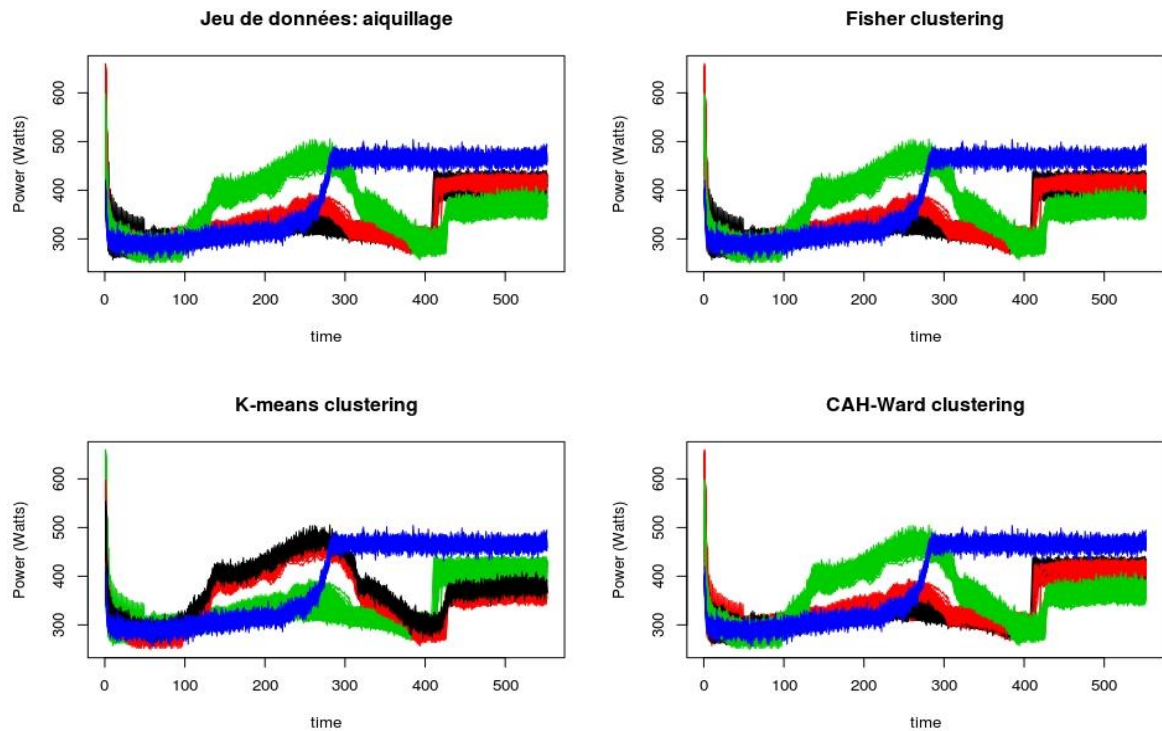 Jeu de données: aiquillage
Power (Watts)
600
500
400
300
0 100 200 300 400 500
time
Fisher clustering
Power (Watts)
600
500
400
300
0 100 200 300 400 500
time
K-means clustering
Power (Watts)
600
500
400
300
0 100 200 300 400 500
time
CAH-Ward clustering
Power (Watts)
600
500
400
300
0 100 200 300 400 500
time